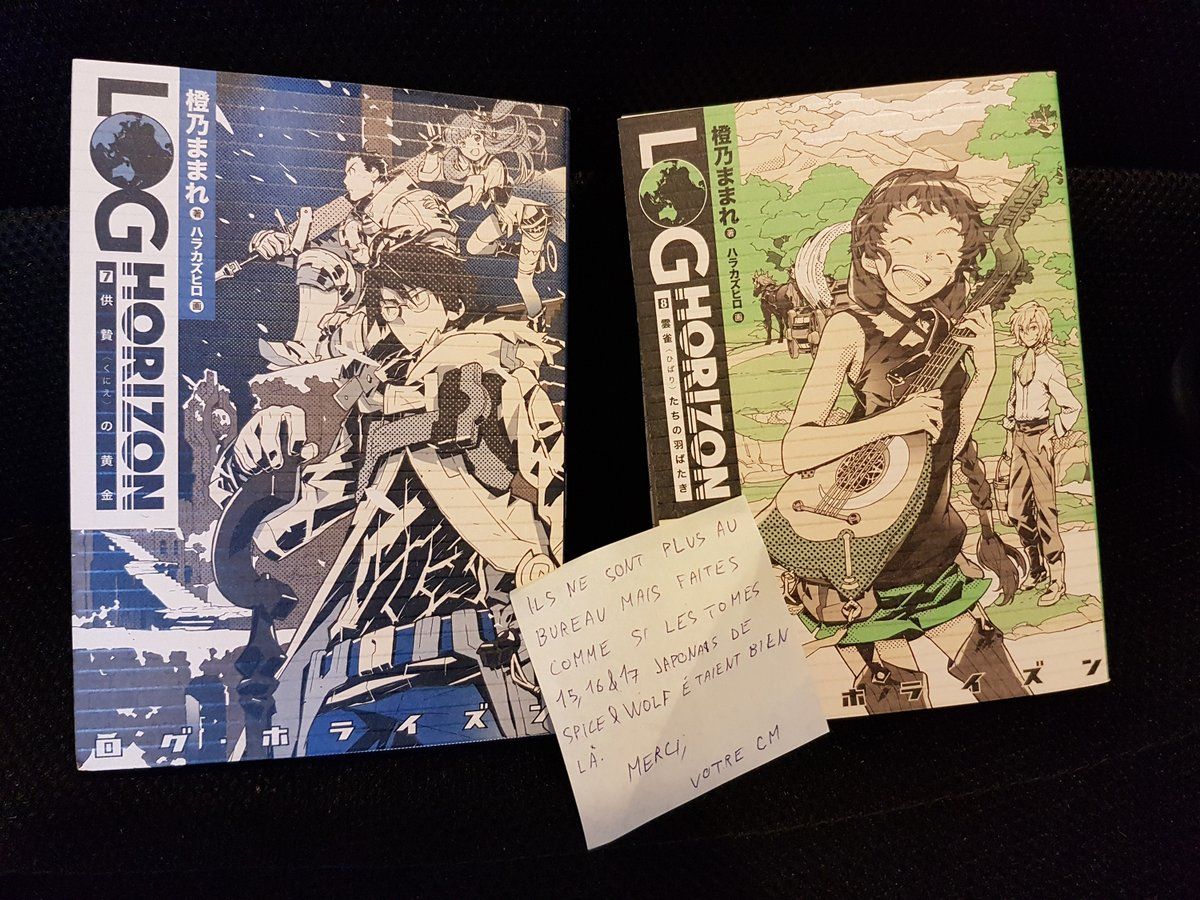 LOG HORIZON
7 供贄〈くにえ〉の黄金
橙乃ままれ 著
ハラカズヒロ 画
ログ・ホライズン
LOG HORIZON
8 雲雀〈ひばり〉たちの羽ばたき
橙乃ままれ 著
ハラカズヒロ 画
ホライズン
ILS NE SONT PLUS AU
BUREAU MAIS FAITES
COMME SI LES TOMES
15, 16 & 17 JAPONAIS DE
SPICE & WOLF ÉTAIENT BIEN
LÀ.
MERCI,
VOTRE CM